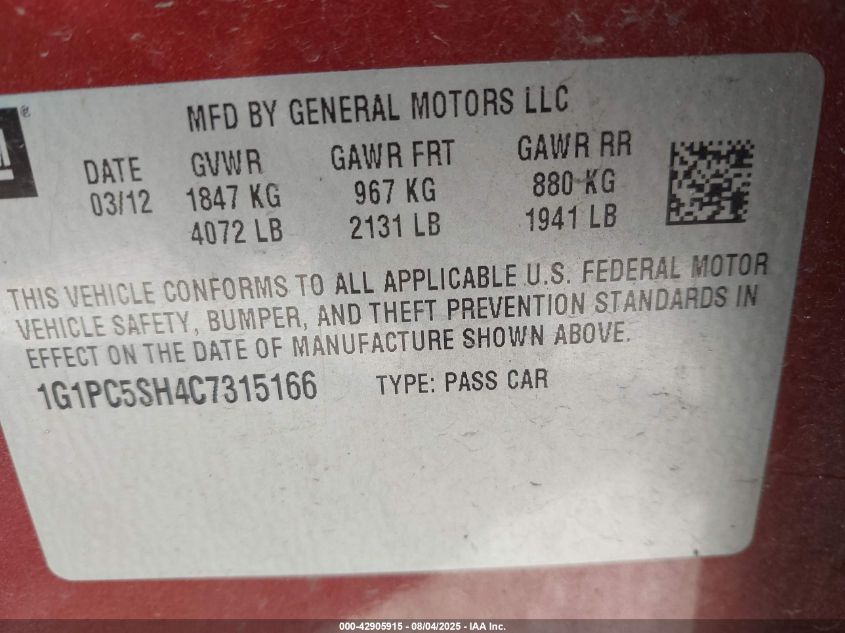 MFD BY GENERAL MOTORS LLC
DATE GVWR GAWR FRT GAWR RR
03/12 1847 KG 967 KG 880 KG
4072 LB 2131 LB 1941 LB
THIS VEHICLE CONFORMS TO ALL APPLICABLE U.S. FEDERAL MOTOR
VEHICLE SAFETY, BUMPER, AND THEFT PREVENTION STANDARDS IN
EFFECT ON THE DATE OF MANUFACTURE SHOWN ABOVE.
1G1PC5SH4C7315166 TYPE: PASS CAR
000-42905915 - 08/04/2025 - IAA Inc.